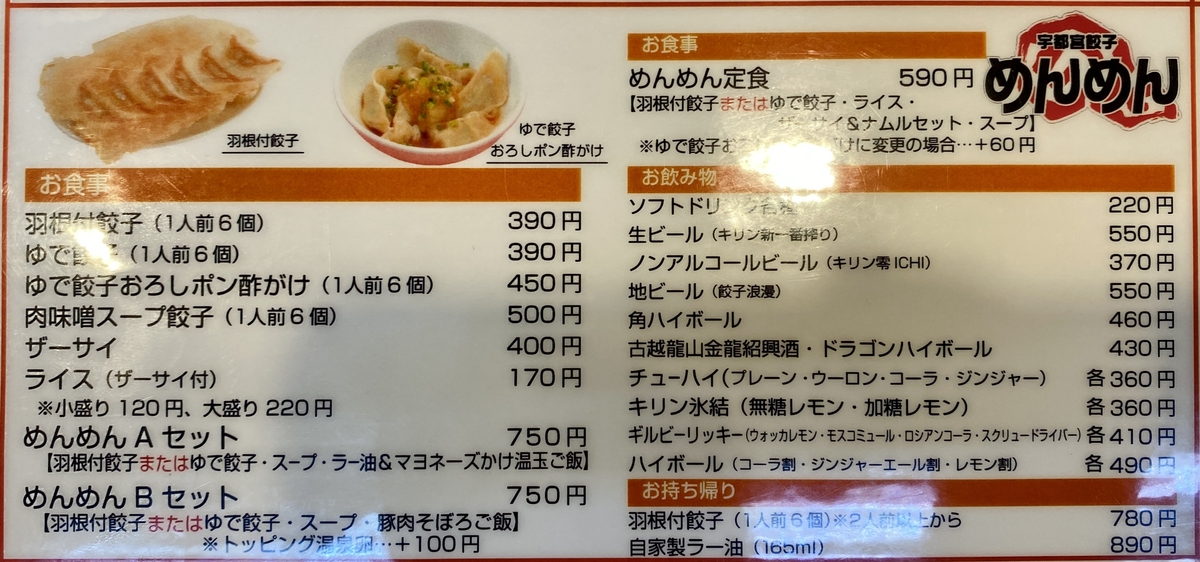 羽根付餃子
ゆで餃子
おろしポン酢がけ
お食事
羽根付餃子（1人前6個） 390円
ゆで餃子（1人前6個） 390円
ゆで餃子おろしポン酢がけ（1人前6個） 450円
肉味噌スープ餃子（1人前6個） 500円
ザーサイ 400円
ライス（ザーサイ付） 170円
※小盛り120円、大盛り220円
めんめんAセット 750円
【羽根付餃子またはゆで餃子・スープ・ラー油＆マヨネーズかけ温玉ご飯】
めんめんBセット 750円
【羽根付餃子またはゆで餃子・スープ・豚肉そぼろご飯】
※トッピング温泉卵…+100円
宇都宮餃子
めんめん
お食事
めんめん定食 590円
【羽根付餃子またはゆで餃子・ライス・
ザーサイ＆ナムルセット・スープ】
※ゆで餃子おろ がけに変更の場合…+60円
お飲み物
ソフトドリンク各種 220円
生ビール（キリン新一番搾り） 550円
ノンアルコールビール（キリン零ICHI） 370円
地ビール（餃子浪漫） 550円
角ハイボール 460円
古越龍山金龍紹興酒・ドラゴンハイボール 430円
チューハイ（プレーン・ウーロン・コーラ・ジンジャー） 各360円
キリン氷結（無糖レモン・加糖レモン） 各360円
ギルビーリッキー（ウォッカレモン・モスコミュール・ロシアンコーラ・スクリュードライバー） 各410円
ハイボール（コーラ割・ジンジャーエール割・レモン割） 各490円
お持ち帰り
羽根付餃子（1人前6個）※2人前以上から 780円
自家製ラー油（165ml） 890円